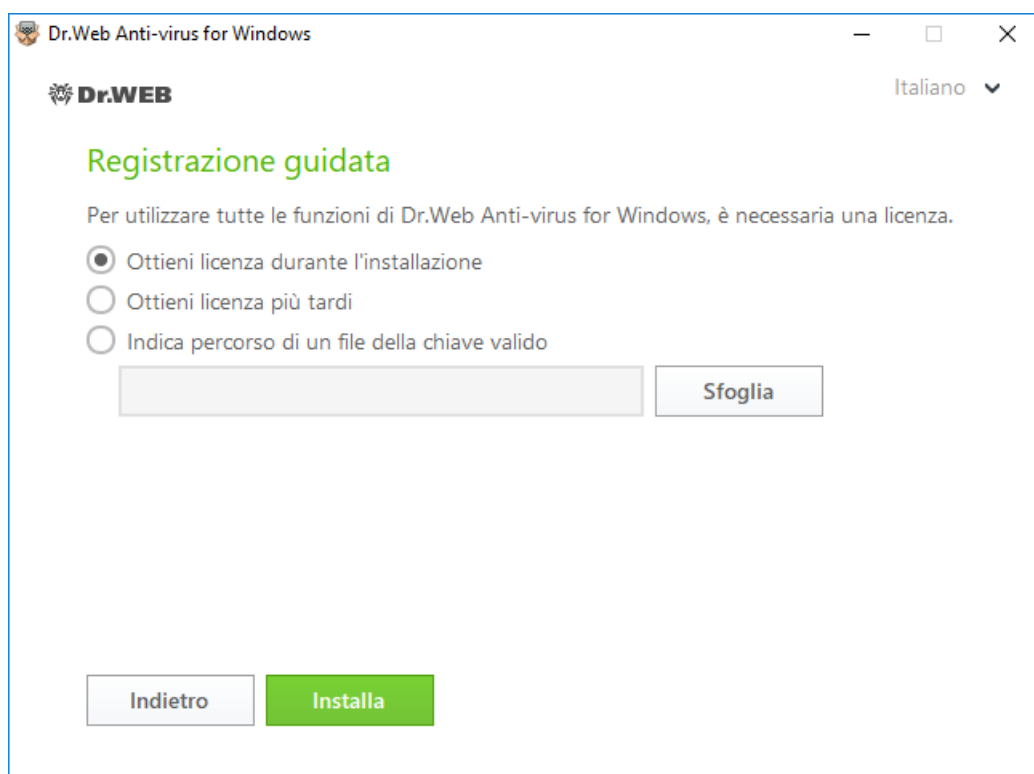 Dr.Web Anti-virus for Windows
Dr.WEB
Italiano
Registrazione guidata
Per utilizzare tutte le funzioni di Dr.Web Anti-virus for Windows, è necessaria una licenza.
Ottieni licenza durante l'installazione
Ottieni licenza più tardi
Indica percorso di un file della chiave valido
Sfoglia
Indietro
Installa